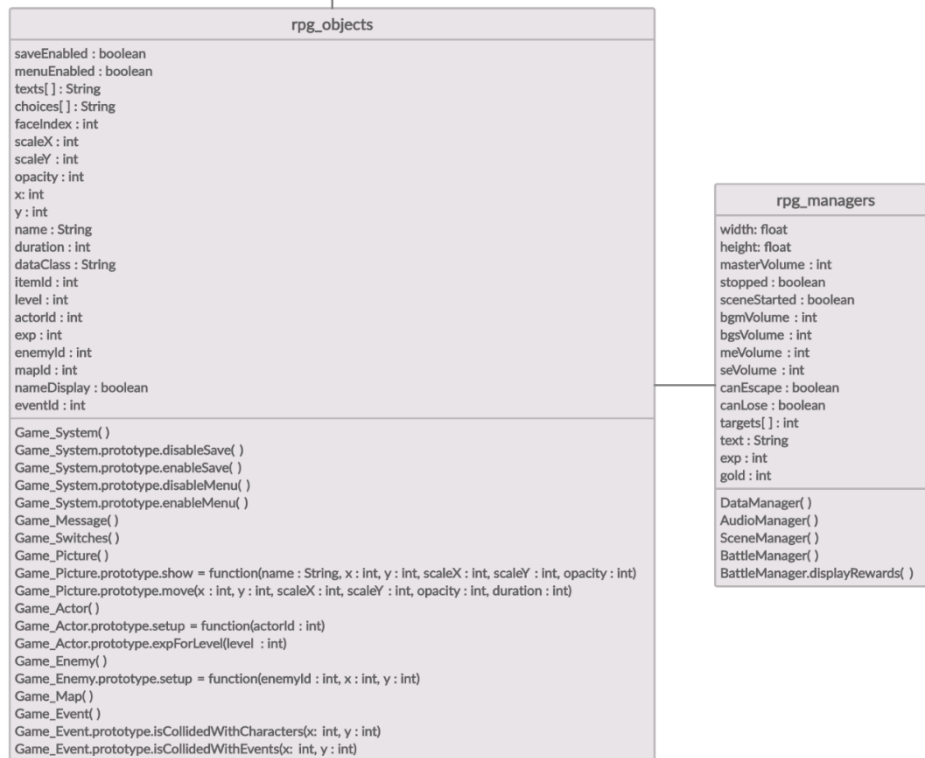 rpg_objects
saveEnabled : boolean
menuEnabled : boolean
texts[ ] : String
choices[ ] : String
faceIndex : int
scaleX : int
scaleY : int
opacity : int
x: int
y : int
name : String
duration : int
dataClass : String
itemId : int
level : int
actorId : int
exp : int
enemyId : int
mapId : int
nameDisplay : boolean
eventId : int
Game_System( )
Game_System.prototype.disableSave( )
Game_System.prototype.enableSave( )
Game_System.prototype.disableMenu( )
Game_System.prototype.enableMenu( )
Game_Message( )
Game_Switches( )
Game_Picture( )
Game_Picture.prototype.show = function(name : String, x : int, y : int, scaleX : int, scaleY : int, opacity : int)
Game_Picture.prototype.move(x : int, y : int, scaleX : int, scaleY : int, opacity : int, duration : int)
Game_Actor( )
Game_Actor.prototype.setup = function(actorId : int)
Game_Actor.prototype.expForLevel(level : int)
Game_Enemy( )
Game_Enemy.prototype.setup = function(enemyId : int, x : int, y : int)
Game_Map( )
Game_Event( )
Game_Event.prototype.isCollidedWithCharacters(x: int, y : int)
Game_Event.prototype.isCollidedWithEvents(x: int, y : int)
rpg_managers
width: float
height: float
masterVolume : int
stopped : boolean
sceneStarted : boolean
bgmVolume : int
bgsVolume : int
meVolume : int
seVolume : int
canEscape : boolean
canLose : boolean
targets[ ] : int
text : String
exp : int
gold : int
DataManager( )
AudioManager( )
SceneManager( )
BattleManager( )
BattleManager.displayRewards( )